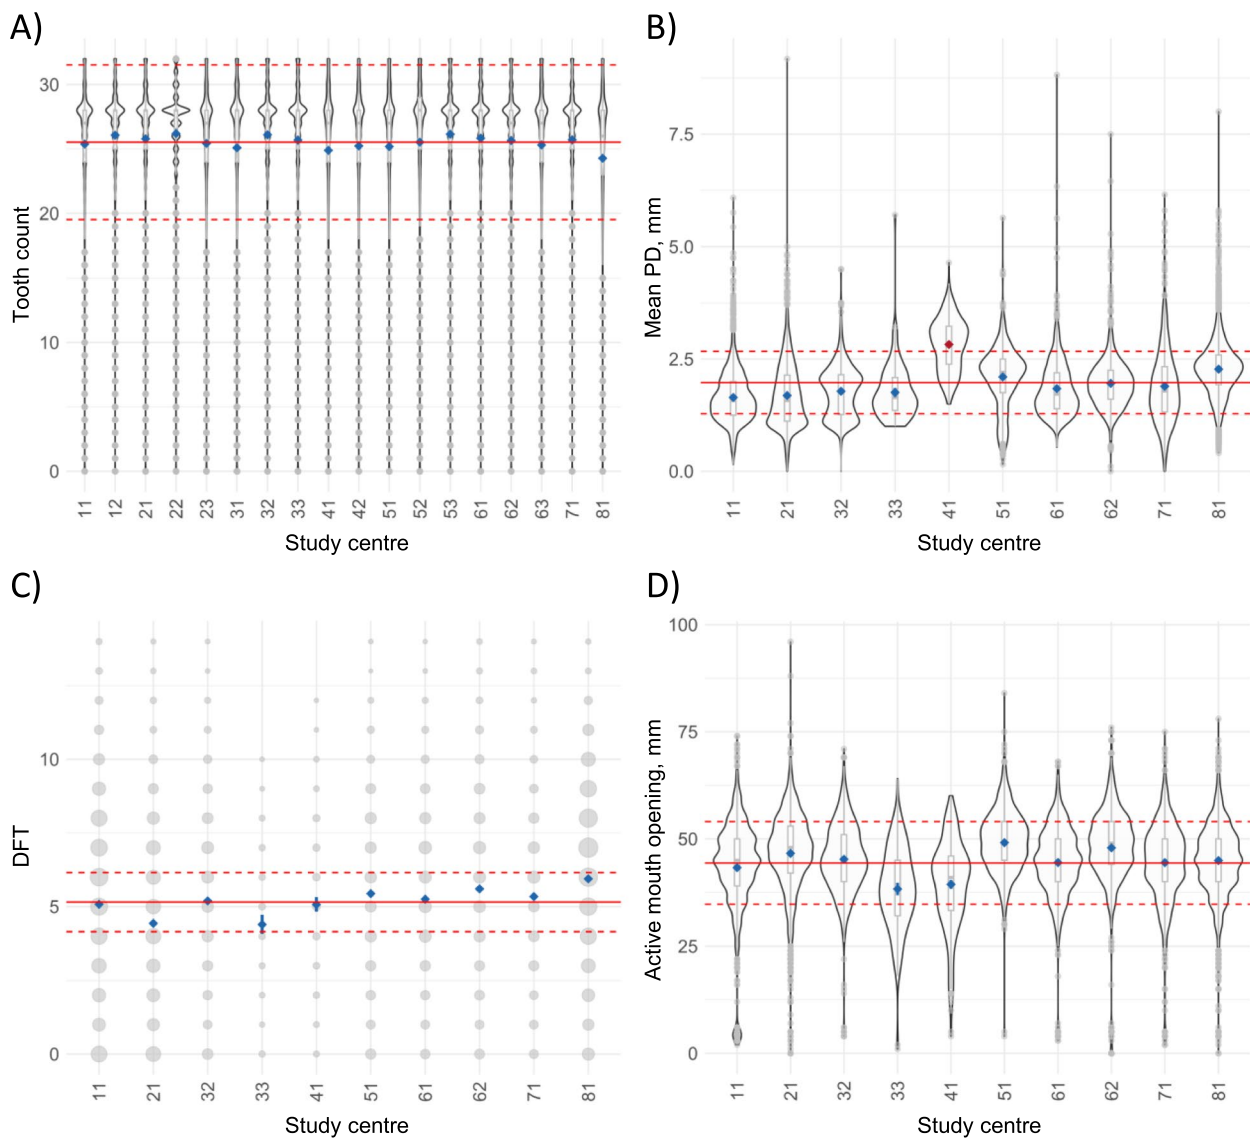 A)
Tooth count
30
20
10
0
11 12 21 22 23 31 32 33 41 42 51 52 53 61 62 63 71 81
Study centre
B)
Mean PD, mm
7.5
5.0
2.5
0.0
11 21 32 33 41 51 61 62 71 81
Study centre
C)
DFT
10
5
0
11 21 32 33 41 51 61 62 71 81
Study centre
D)
Active mouth opening, mm
100
75
50
25
0
11 21 32 33 41 51 61 62 71 81
Study centre